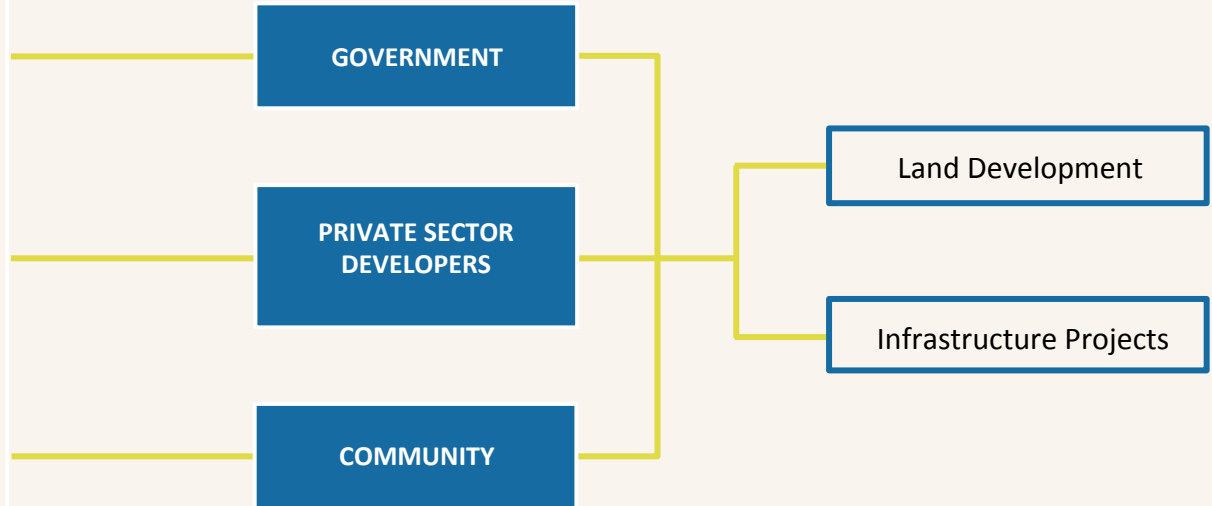 GOVERNMENT
PRIVATE SECTOR
DEVELOPERS
COMMUNITY
Land Development
Infrastructure Projects